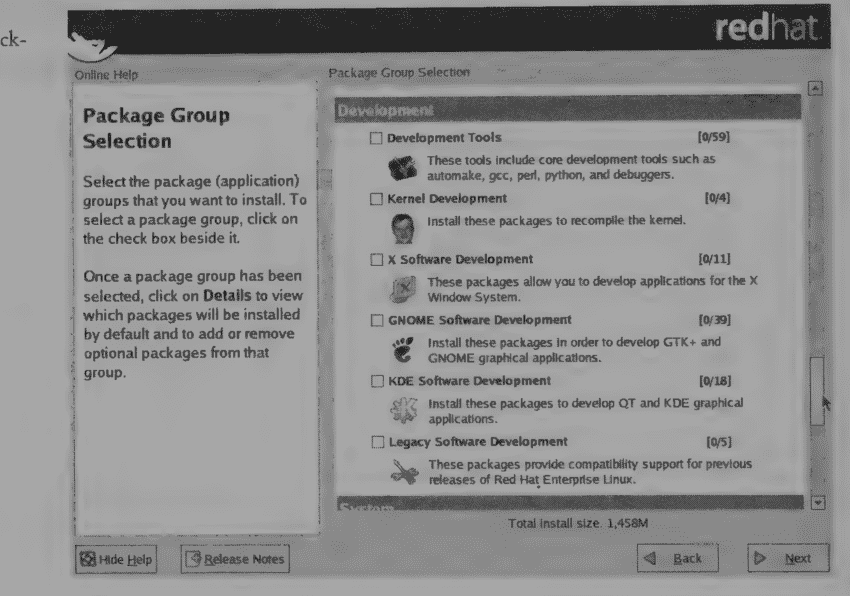 ck-
redhat
Online Help
Package Group Selection
Package Group
Selection
Select the package (application)
groups that you want to install. To
select a package group, click on
the check box beside it.
Once a package group has been
selected, click on Details to view
which packages will be installed
by default and to add or remove
optional packages from that
group.
Development
Development Tools [0/59]
These tools include core development tools such as
automake, gcc, perl, python, and debuggers.
Kernel Development [0/4]
Install these packages to recompile the kernel.
X Software Development [0/11]
These packages allow you to develop applications for the X
Window System.
GNOME Software Development [0/39]
Install these packages in order to develop GTK+ and
GNOME graphical applications.
KDE Software Development [0/18]
Install these packages to develop QT and KDE graphical
applications.
Legacy Software Development [0/5]
These packages provide compatibility support for previous
releases of Red Hat Enterprise Linux.
System
Total install size: 1,458M
Hide Help
Release Notes
Back
Next